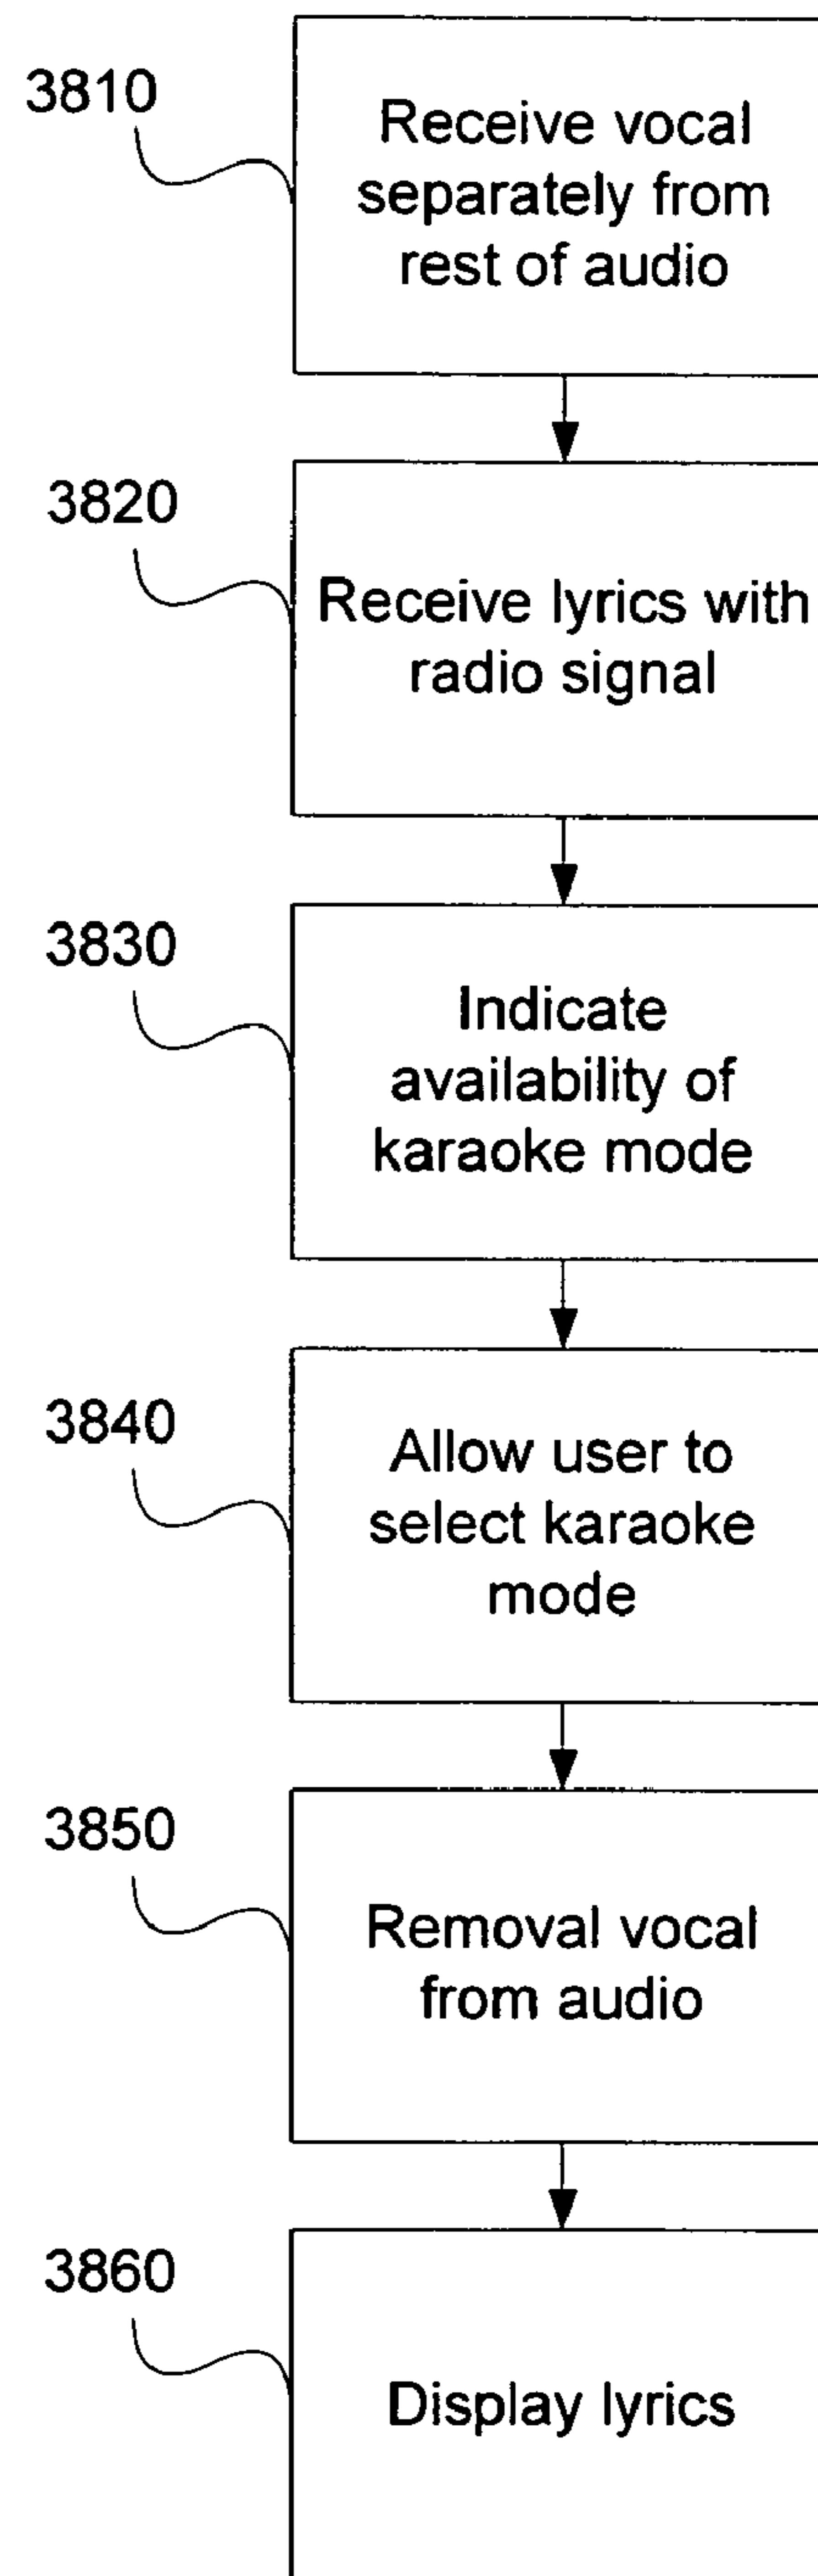 3810
Receive vocal
separately from
rest of audio
3820
Receive lyrics with
radio signal
3830
Indicate
availability of
karaoke mode
3840
Allow user to
select karaoke
mode
3850
Removal vocal
from audio
3860
Display lyrics